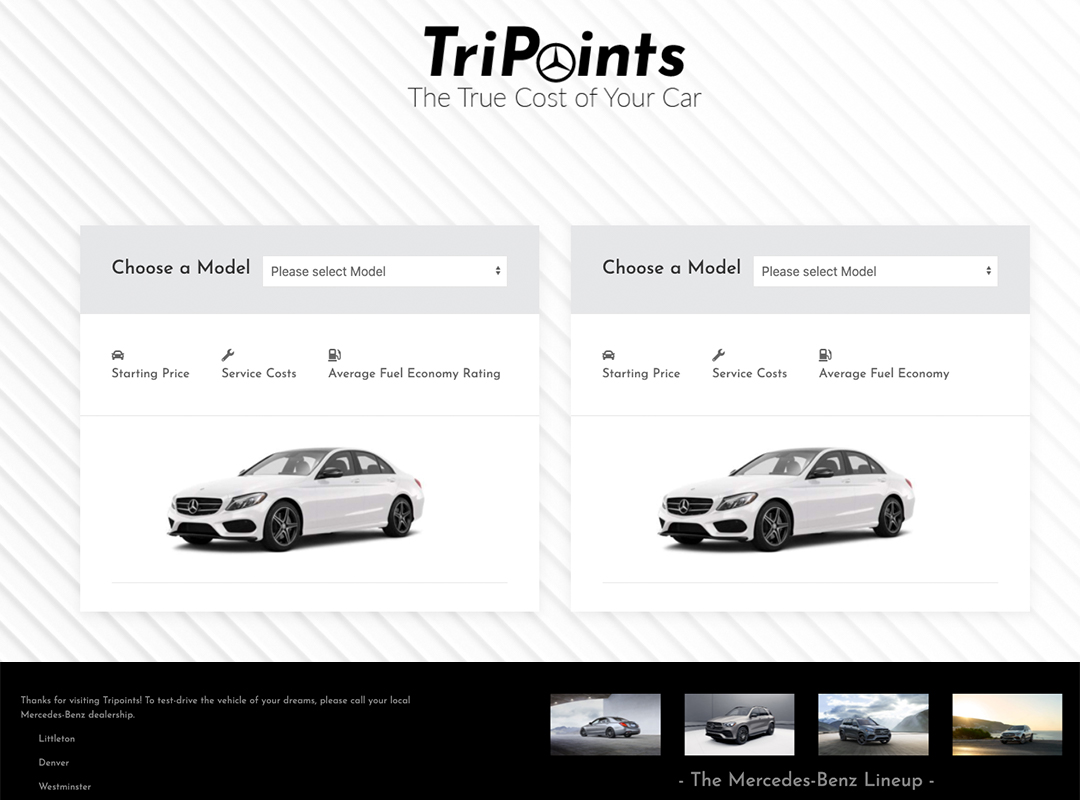 TriPoints
The True Cost of Your Car
Choose a Model
Please select Model
Starting Price
Service Costs
Average Fuel Economy Rating
Choose a Model
Please select Model
Starting Price
Service Costs
Average Fuel Economy
Thanks for visiting Tripoints! To test-drive the vehicle of your dreams, please call your local
Mercedes-Benz dealership.
Littleton
Denver
Westminster
- The Mercedes-Benz Lineup -